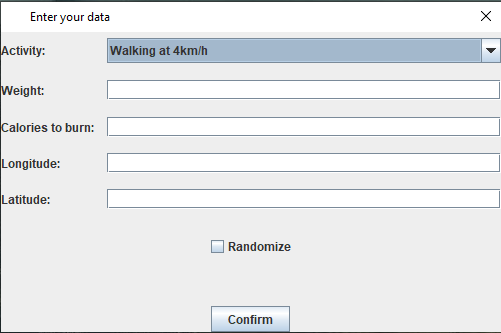 Enter your data
Activity: Walking at 4km/h
Weight:
Calories to burn:
Longitude:
Latitude:
Randomize
Confirm